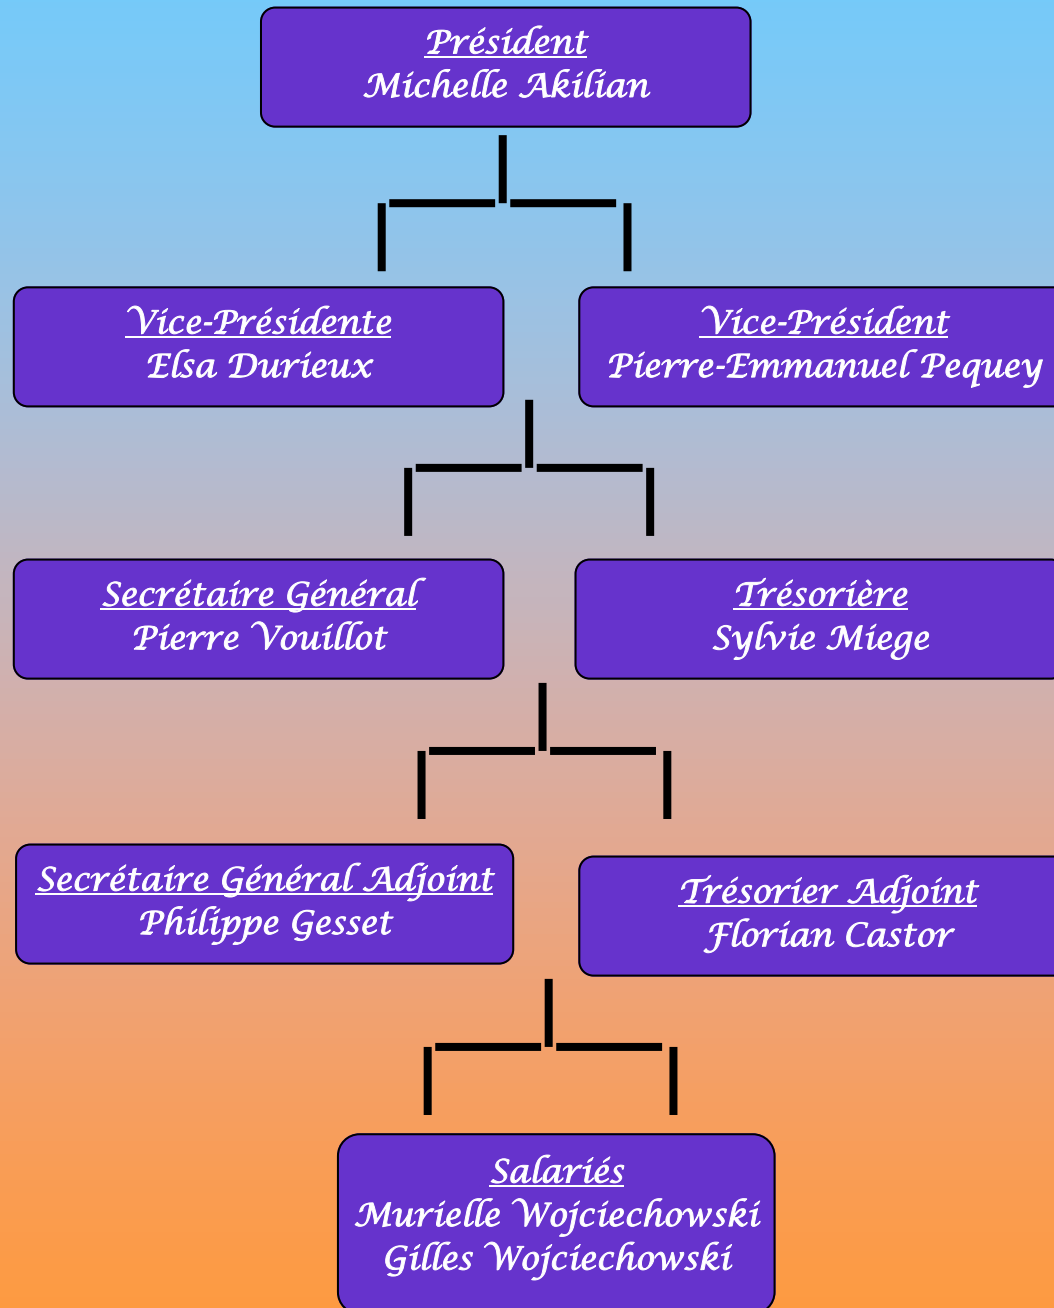 Président
Michelle Akilian
Vice-Présidente
Elsa Durieux
Vice-Président
Pierre-Emmanuel Pequey
Secrétaire Général
Pierre Vouillot
Trésorière
Sylvie Miege
Secrétaire Général Adjoint
Philippe Gesset
Trésorier Adjoint
Florian Castor
Salariés
Murielle Wojciechowski
Gilles Wojciechowski